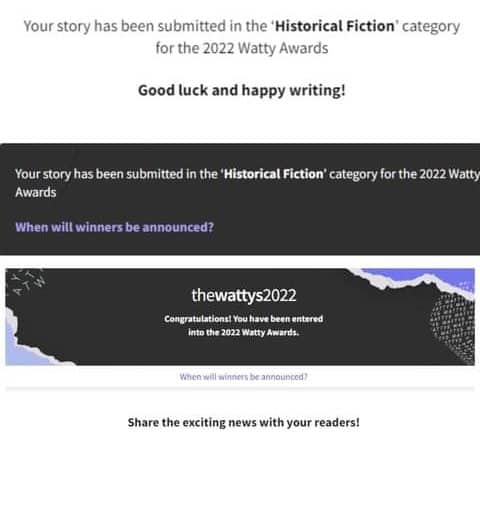 Your story has been submitted in the 'Historical Fiction' category
for the 2022 Watty Awards
Good luck and happy writing!
Your story has been submitted in the 'Historical Fiction' category for the 2022 Watty
Awards
When will winners be announced?
thewattys2022
Congratulations! You have been entered
into the 2022 Watty Awards.
When will winners be announced?
Share the exciting news with your readers!